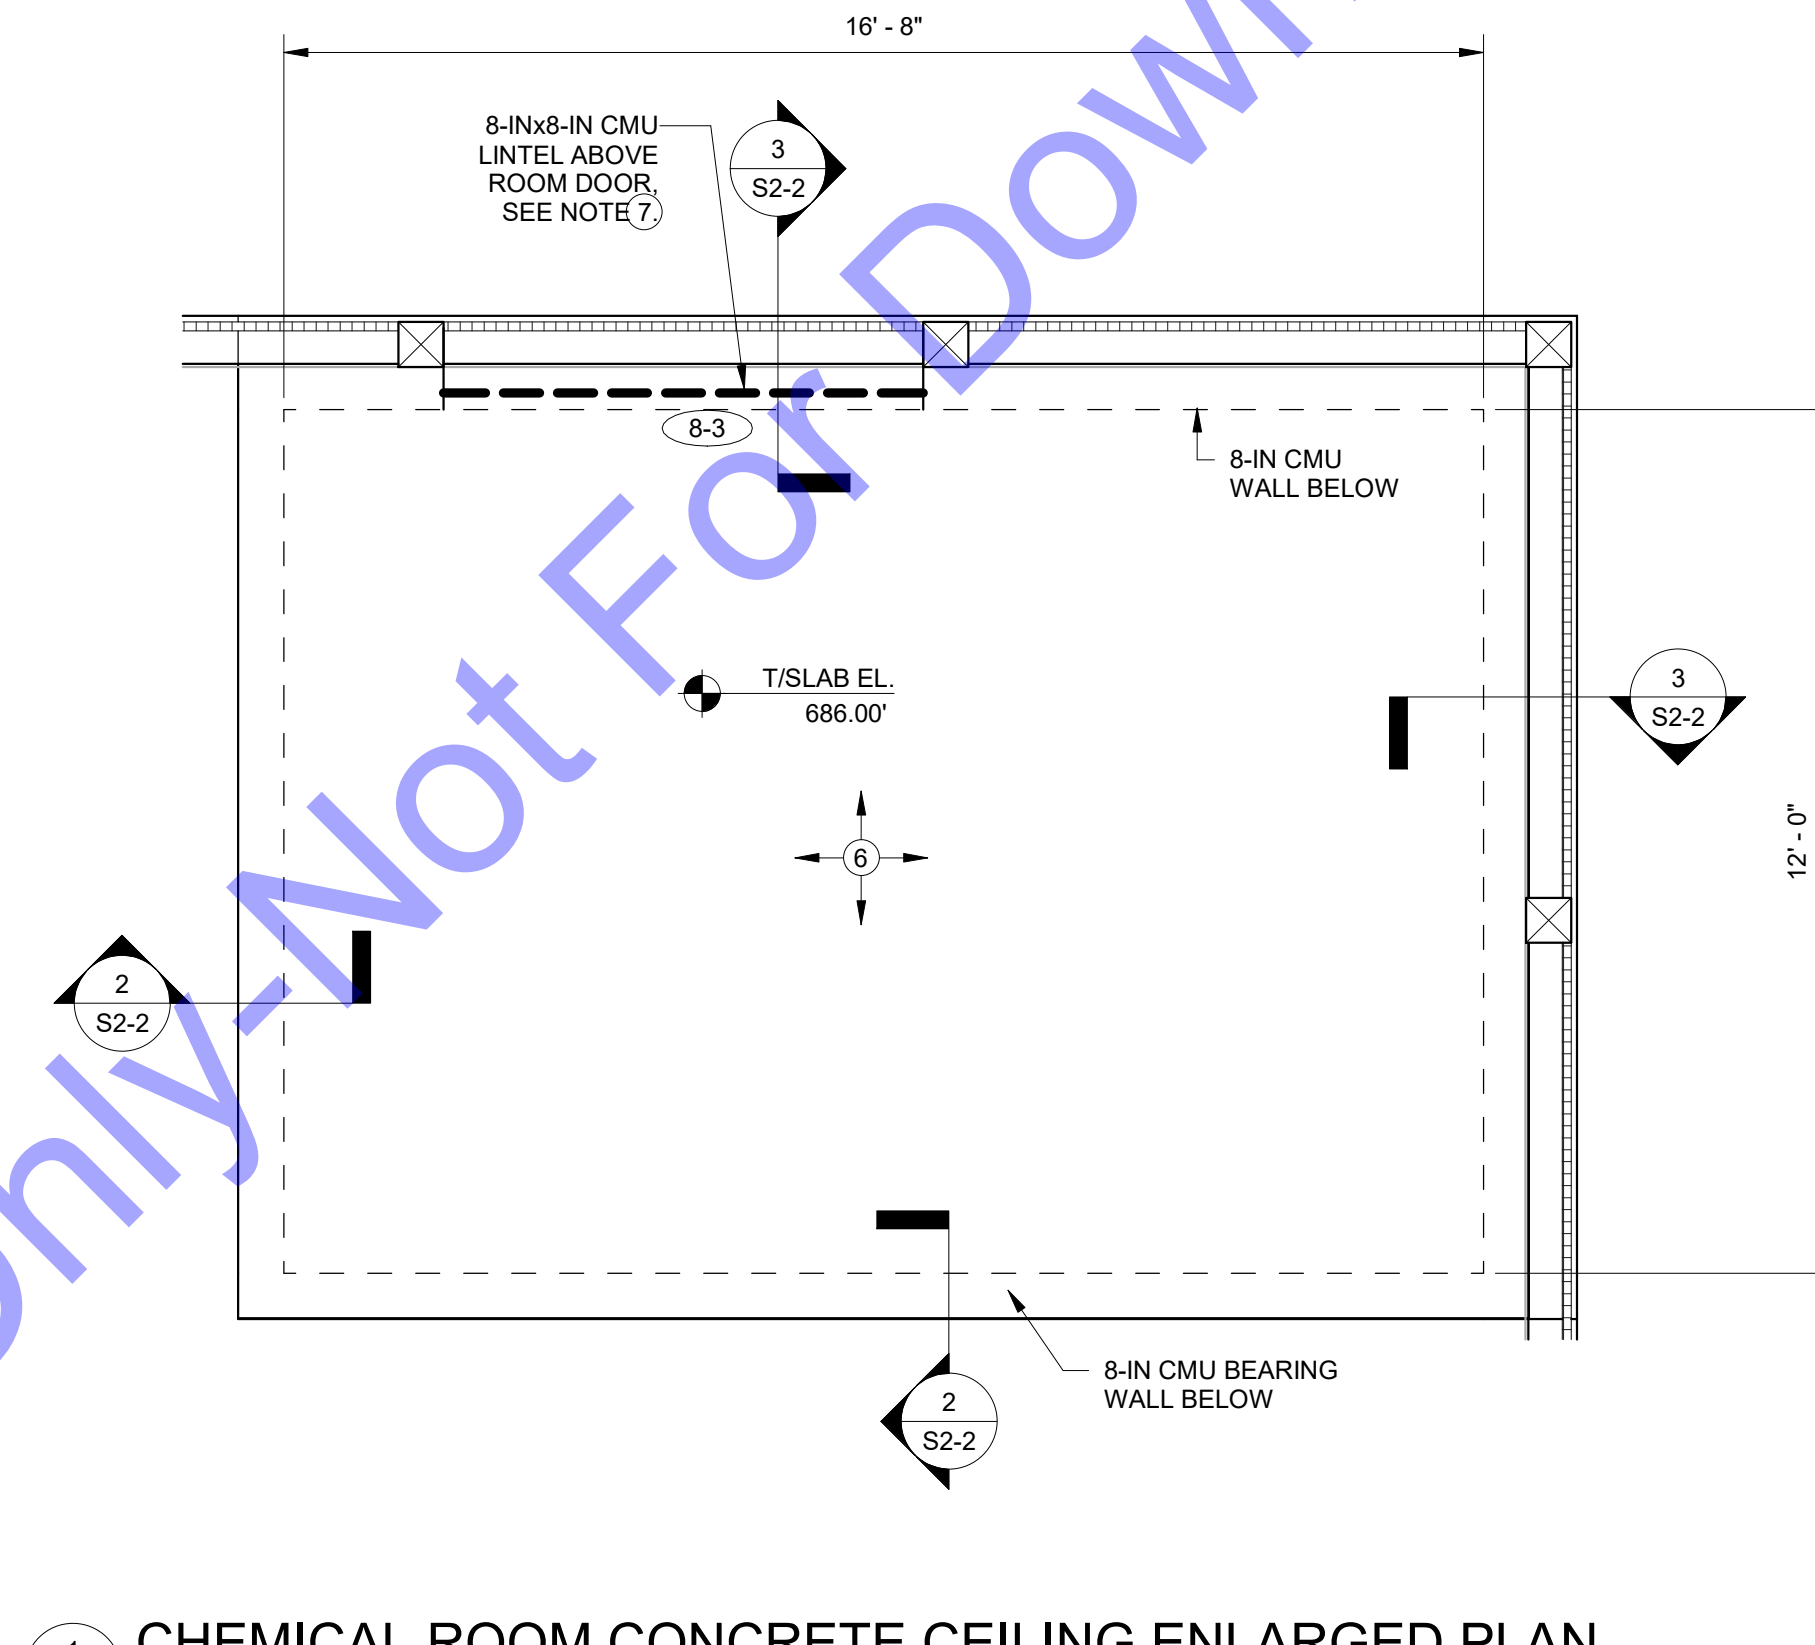 16' - 8"
8-INx8-IN CMU
LINTEL ABOVE
ROOM DOOR,
SEE NOTE 7.
3
S2-2
8-3
8-IN CMU
WALL BELOW
T/SLAB EL.
686.00'
3
S2-2
12' - 0"
6
2
S2-2
8-IN CMU BEARING
WALL BELOW
2
S2-2
CHEMICAL ROOM CONCRETE CEILING ENLARGED PLAN
Only-Not For Down